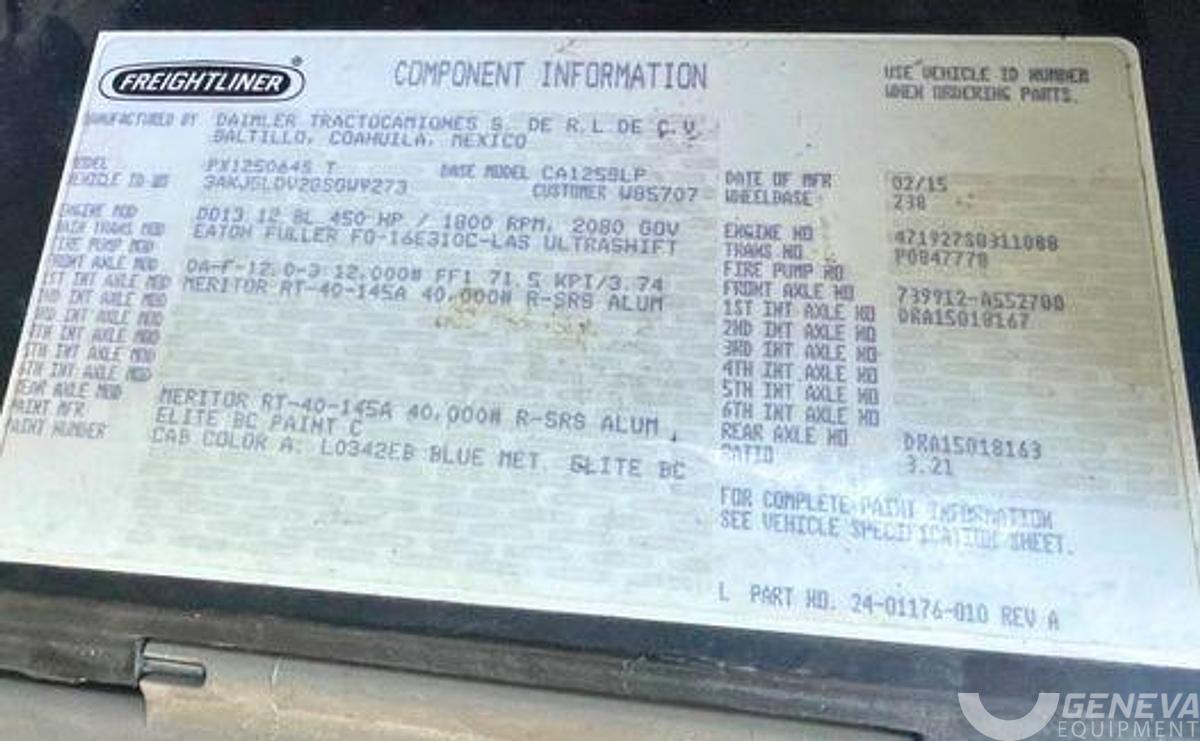 FREIGHTLINER®
COMPONENT INFORMATION
USE VEHICLE ID NUMBER
WHEN ORDERING PARTS.
MANUFACTURED BY DAIMLER TRACTOCAMIONES S. DE R.L.DE C.V.
SALTILLO, COAHUILA, MEXICO
MODEL PX125064S T BASE MODEL CA125SLP
VEHICLE ID NO CUSTOMER W85707
DATE OF MFR 02/15
WHEELBASE 238
ENGINE MOD DD13 12.8L 450 HP / 1800 RPM, 2080 GOV
MAIN TRANS MOD EATON FULLER FO-16E310C-LAS ULTRASHIFT
FIRE PUMP MOD
FRONT AXLE MOD DA-F-12.0-3 12,000# FF1 71.5 KPI/3.74
1ST INT AXLE MOD MERITOR RT-40-145A 40,000# R-SRS ALUM
2ND INT AXLE MOD
3RD INT AXLE MOD
4TH INT AXLE MOD
5TH INT AXLE MOD
6TH INT AXLE MOD
REAR AXLE MOD MERITOR RT-40-145A 40,000# R-SRS ALUM
PAINT MFR ELITE BC PAINT C
PAINT NUMBER CAB COLOR A: L0342EB BLUE MET. ELITE BC
ENGINE NO 471927S0311088
TRANS NO P0847778
FIRE PUMP NO
FRONT AXLE NO 739912-A552700
1ST INT AXLE NO DRA15018167
2ND INT AXLE NO
3RD INT AXLE NO
4TH INT AXLE NO
5TH INT AXLE NO
6TH INT AXLE NO
REAR AXLE NO DRA15018163
RATIO 3.21
FOR COMPLETE PAINT INFORMATION
SEE VEHICLE SPECIFICATION SHEET.
L PART NO. 24-01176-010 REV A
GENEVA
EQUIPMENT